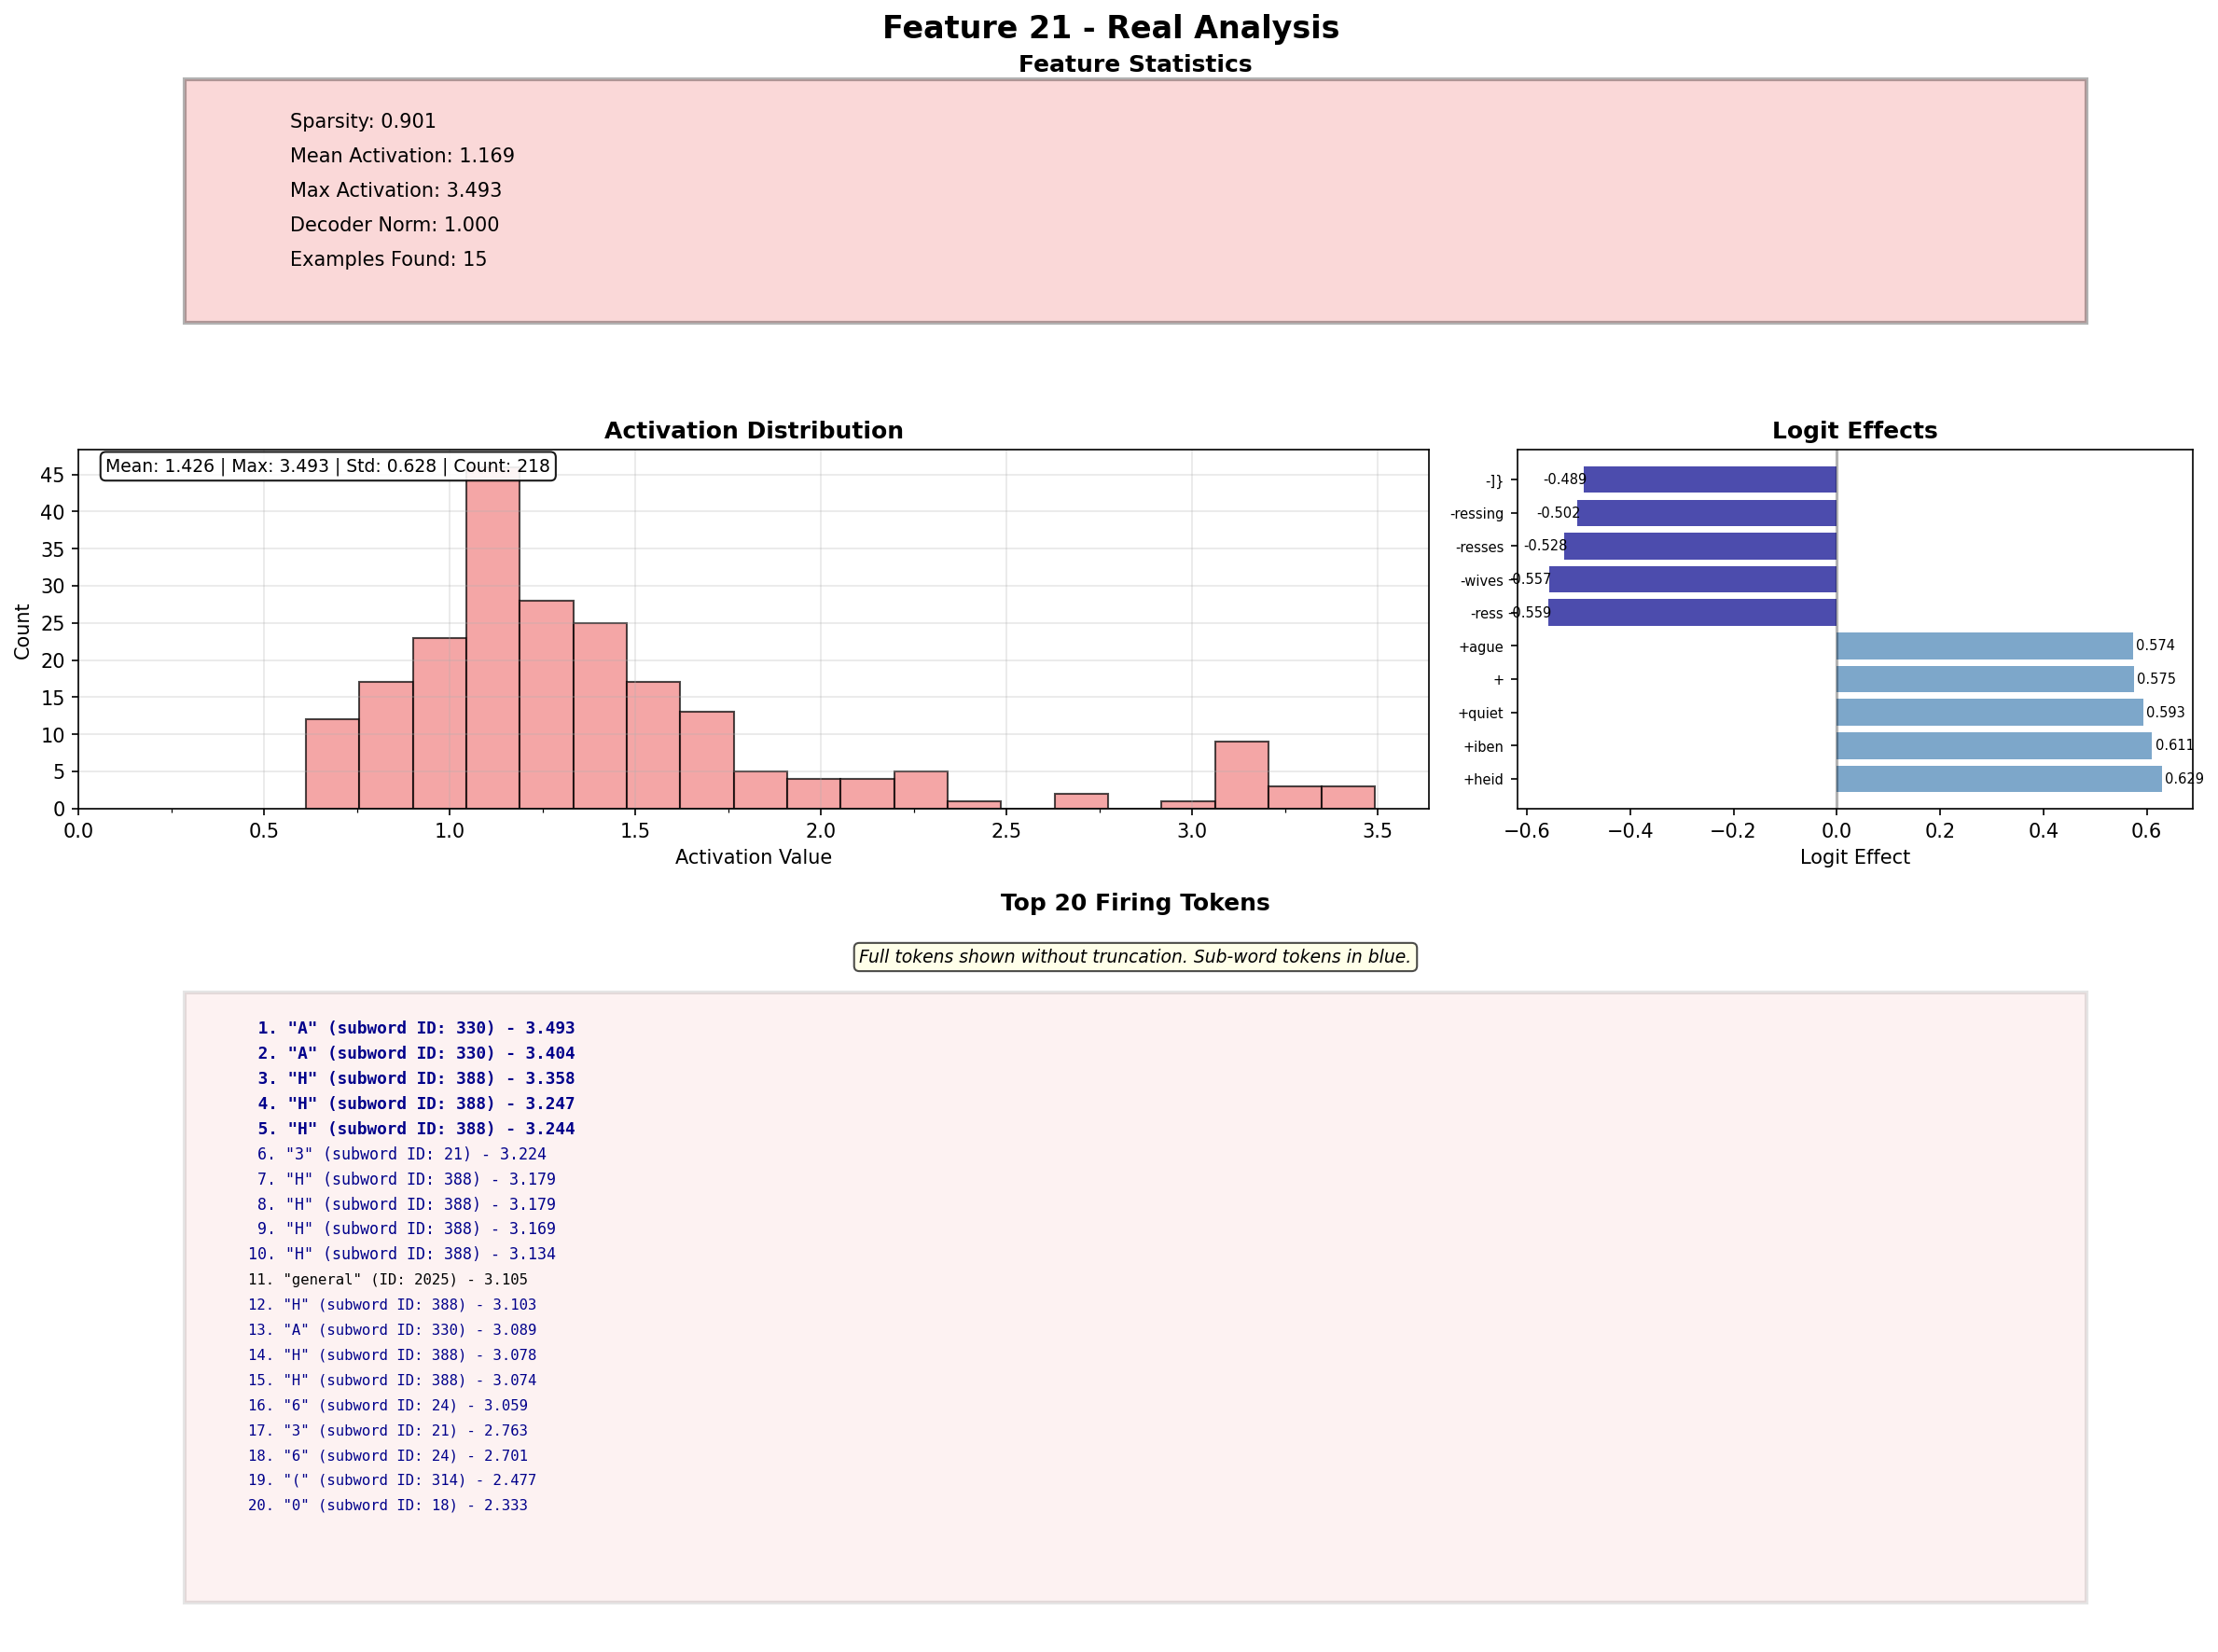 Feature 21 - Real Analysis
Feature Statistics
Sparsity: 0.901
Mean Activation: 1.169
Max Activation: 3.493
Decoder Norm: 1.000
Examples Found: 15
Activation Distribution
Mean: 1.426 | Max: 3.493 | Std: 0.628 | Count: 218
Count
45
40
35
30
25
20
15
10
5
0
0.0 0.5 1.0 1.5 2.0 2.5 3.0 3.5
Activation Value
Logit Effects
-]} -0.489
-ressing -0.502
-resses -0.528
-wives -0.557
-ress -0.559
+ague 0.574
+ 0.575
+quiet 0.593
+iben 0.611
+heid 0.629
−0.6 −0.4 −0.2 0.0 0.2 0.4 0.6
Logit Effect
Top 20 Firing Tokens
Full tokens shown without truncation. Sub-word tokens in blue.
1. "A" (subword ID: 330) - 3.493
2. "A" (subword ID: 330) - 3.404
3. "H" (subword ID: 388) - 3.358
4. "H" (subword ID: 388) - 3.247
5. "H" (subword ID: 388) - 3.244
6. "3" (subword ID: 21) - 3.224
7. "H" (subword ID: 388) - 3.179
8. "H" (subword ID: 388) - 3.179
9. "H" (subword ID: 388) - 3.169
10. "H" (subword ID: 388) - 3.134
11. "general" (ID: 2025) - 3.105
12. "H" (subword ID: 388) - 3.103
13. "A" (subword ID: 330) - 3.089
14. "H" (subword ID: 388) - 3.078
15. "H" (subword ID: 388) - 3.074
16. "6" (subword ID: 24) - 3.059
17. "3" (subword ID: 21) - 2.763
18. "6" (subword ID: 24) - 2.701
19. "(" (subword ID: 314) - 2.477
20. "0" (subword ID: 18) - 2.333